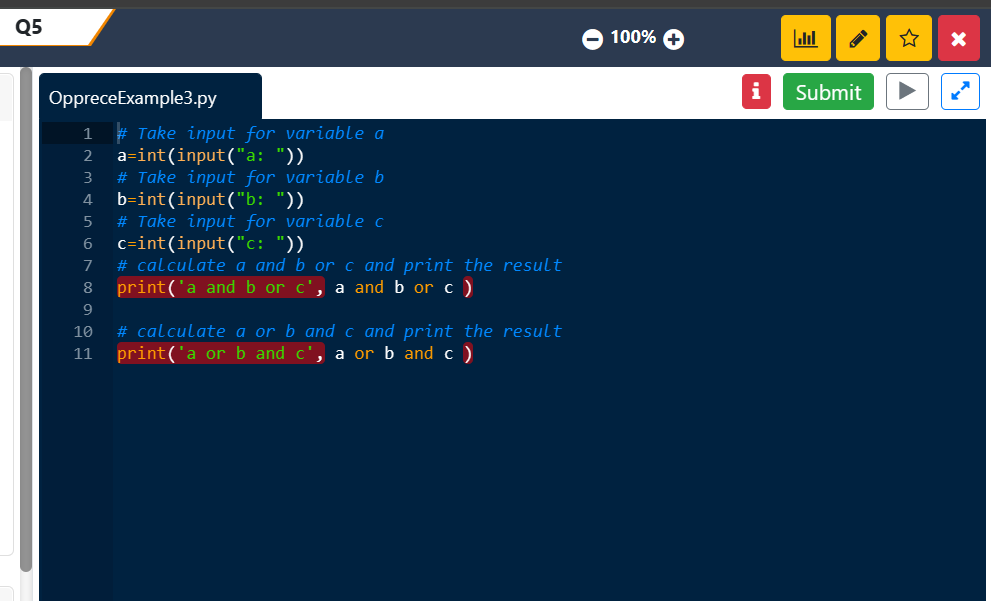 Q5
100%
OppreceExample3.py
Submit
1 # Take input for variable a
2 a=int(input("a: "))
3 # Take input for variable b
4 b=int(input("b: "))
5 # Take input for variable c
6 c=int(input("c: "))
7 # calculate a and b or c and print the result
8 print('a and b or c', a and b or c )
9
10 # calculate a or b and c and print the result
11 print('a or b and c', a or b and c )